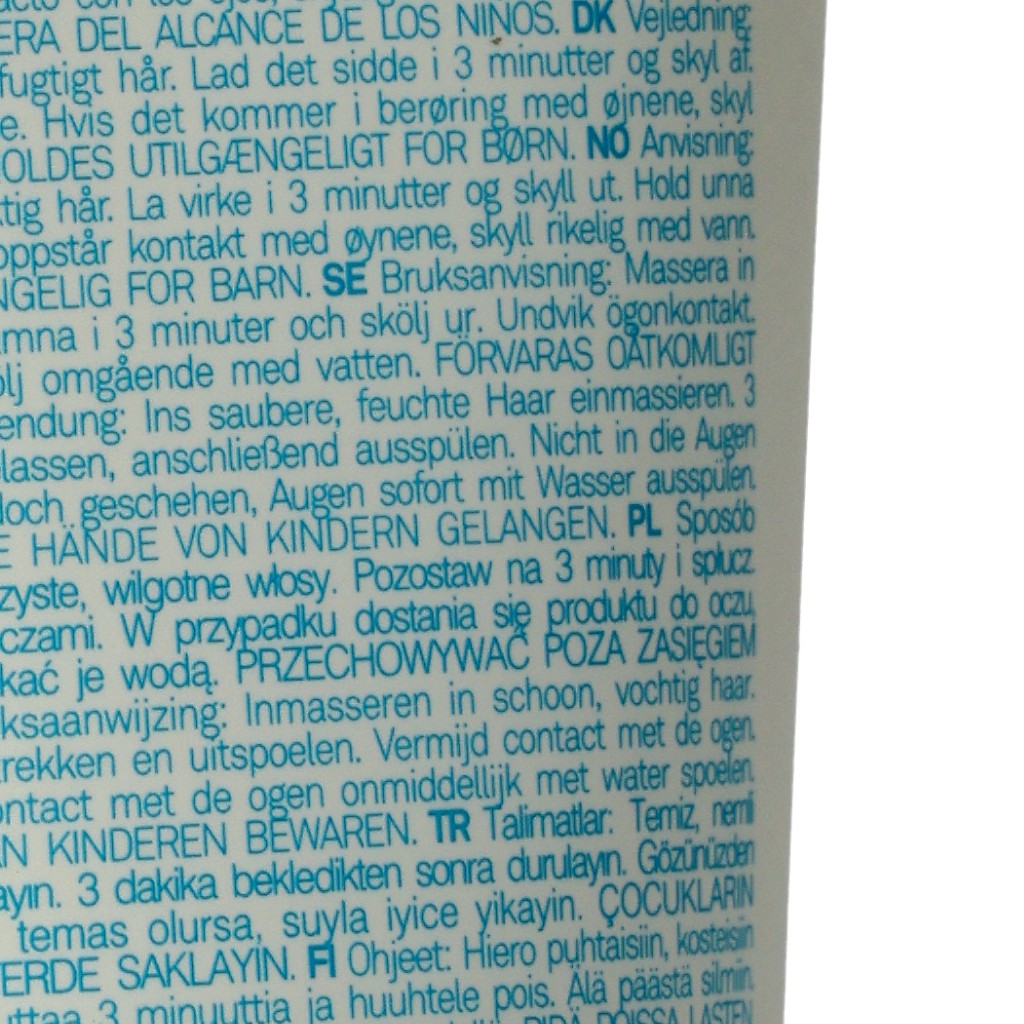 ERA DEL ALCANCE DE LOS NIÑOS. DK Vejledning:
fugtigt hår. Lad det sidde i 3 minutter og skyl af.
e. Hvis det kommer i berøring med øjnene, skyl
OLDES UTILGÆNGELIGT FOR BØRN. NO Anvisning:
tig hår. La virke i 3 minutter og skyll ut. Hold unna
oppstår kontakt med øynene, skyll rikelig med vann.
NGELIG FOR BARN. SE Bruksanvisning: Massera in
mna i 3 minuter och skölj ur. Undvik ögonkontakt.
ölj omgående med vatten. FÖRVARAS OÅTKOMLIGT
endung: Ins saubere, feuchte Haar einmassieren. 3
lassen, anschließend ausspülen. Nicht in die Augen
doch geschehen, Augen sofort mit Wasser ausspülen.
E HÄNDE VON KINDERN GELANGEN. PL Sposób
zyste, wilgotne włosy. Pozostaw na 3 minuty i spłucz.
czami. W przypadku dostania się produktu do oczu,
kać je wodą. PRZECHOWYWAĆ POZA ZASIĘGIEM
ksaanwijzing: Inmasseren in schoon, vochtig haar.
rekken en uitspoelen. Vermijd contact met de ogen.
ontact met de ogen onmiddellijk met water spoelen.
AN KINDEREN BEWAREN. TR Talimatlar: Temiz, nemli
ayın. 3 dakika bekledikten sonra durulayın. Gözünüzden
temas olursa, suyla iyice yikayin. ÇOCUKLARIN
ERDE SAKLAYIN. FI Ohjeet: Hiero puhtaisiin, kosteisiin
uttaa 3 minuuttia ja huuhtele pois. Älä päästä silmiin.